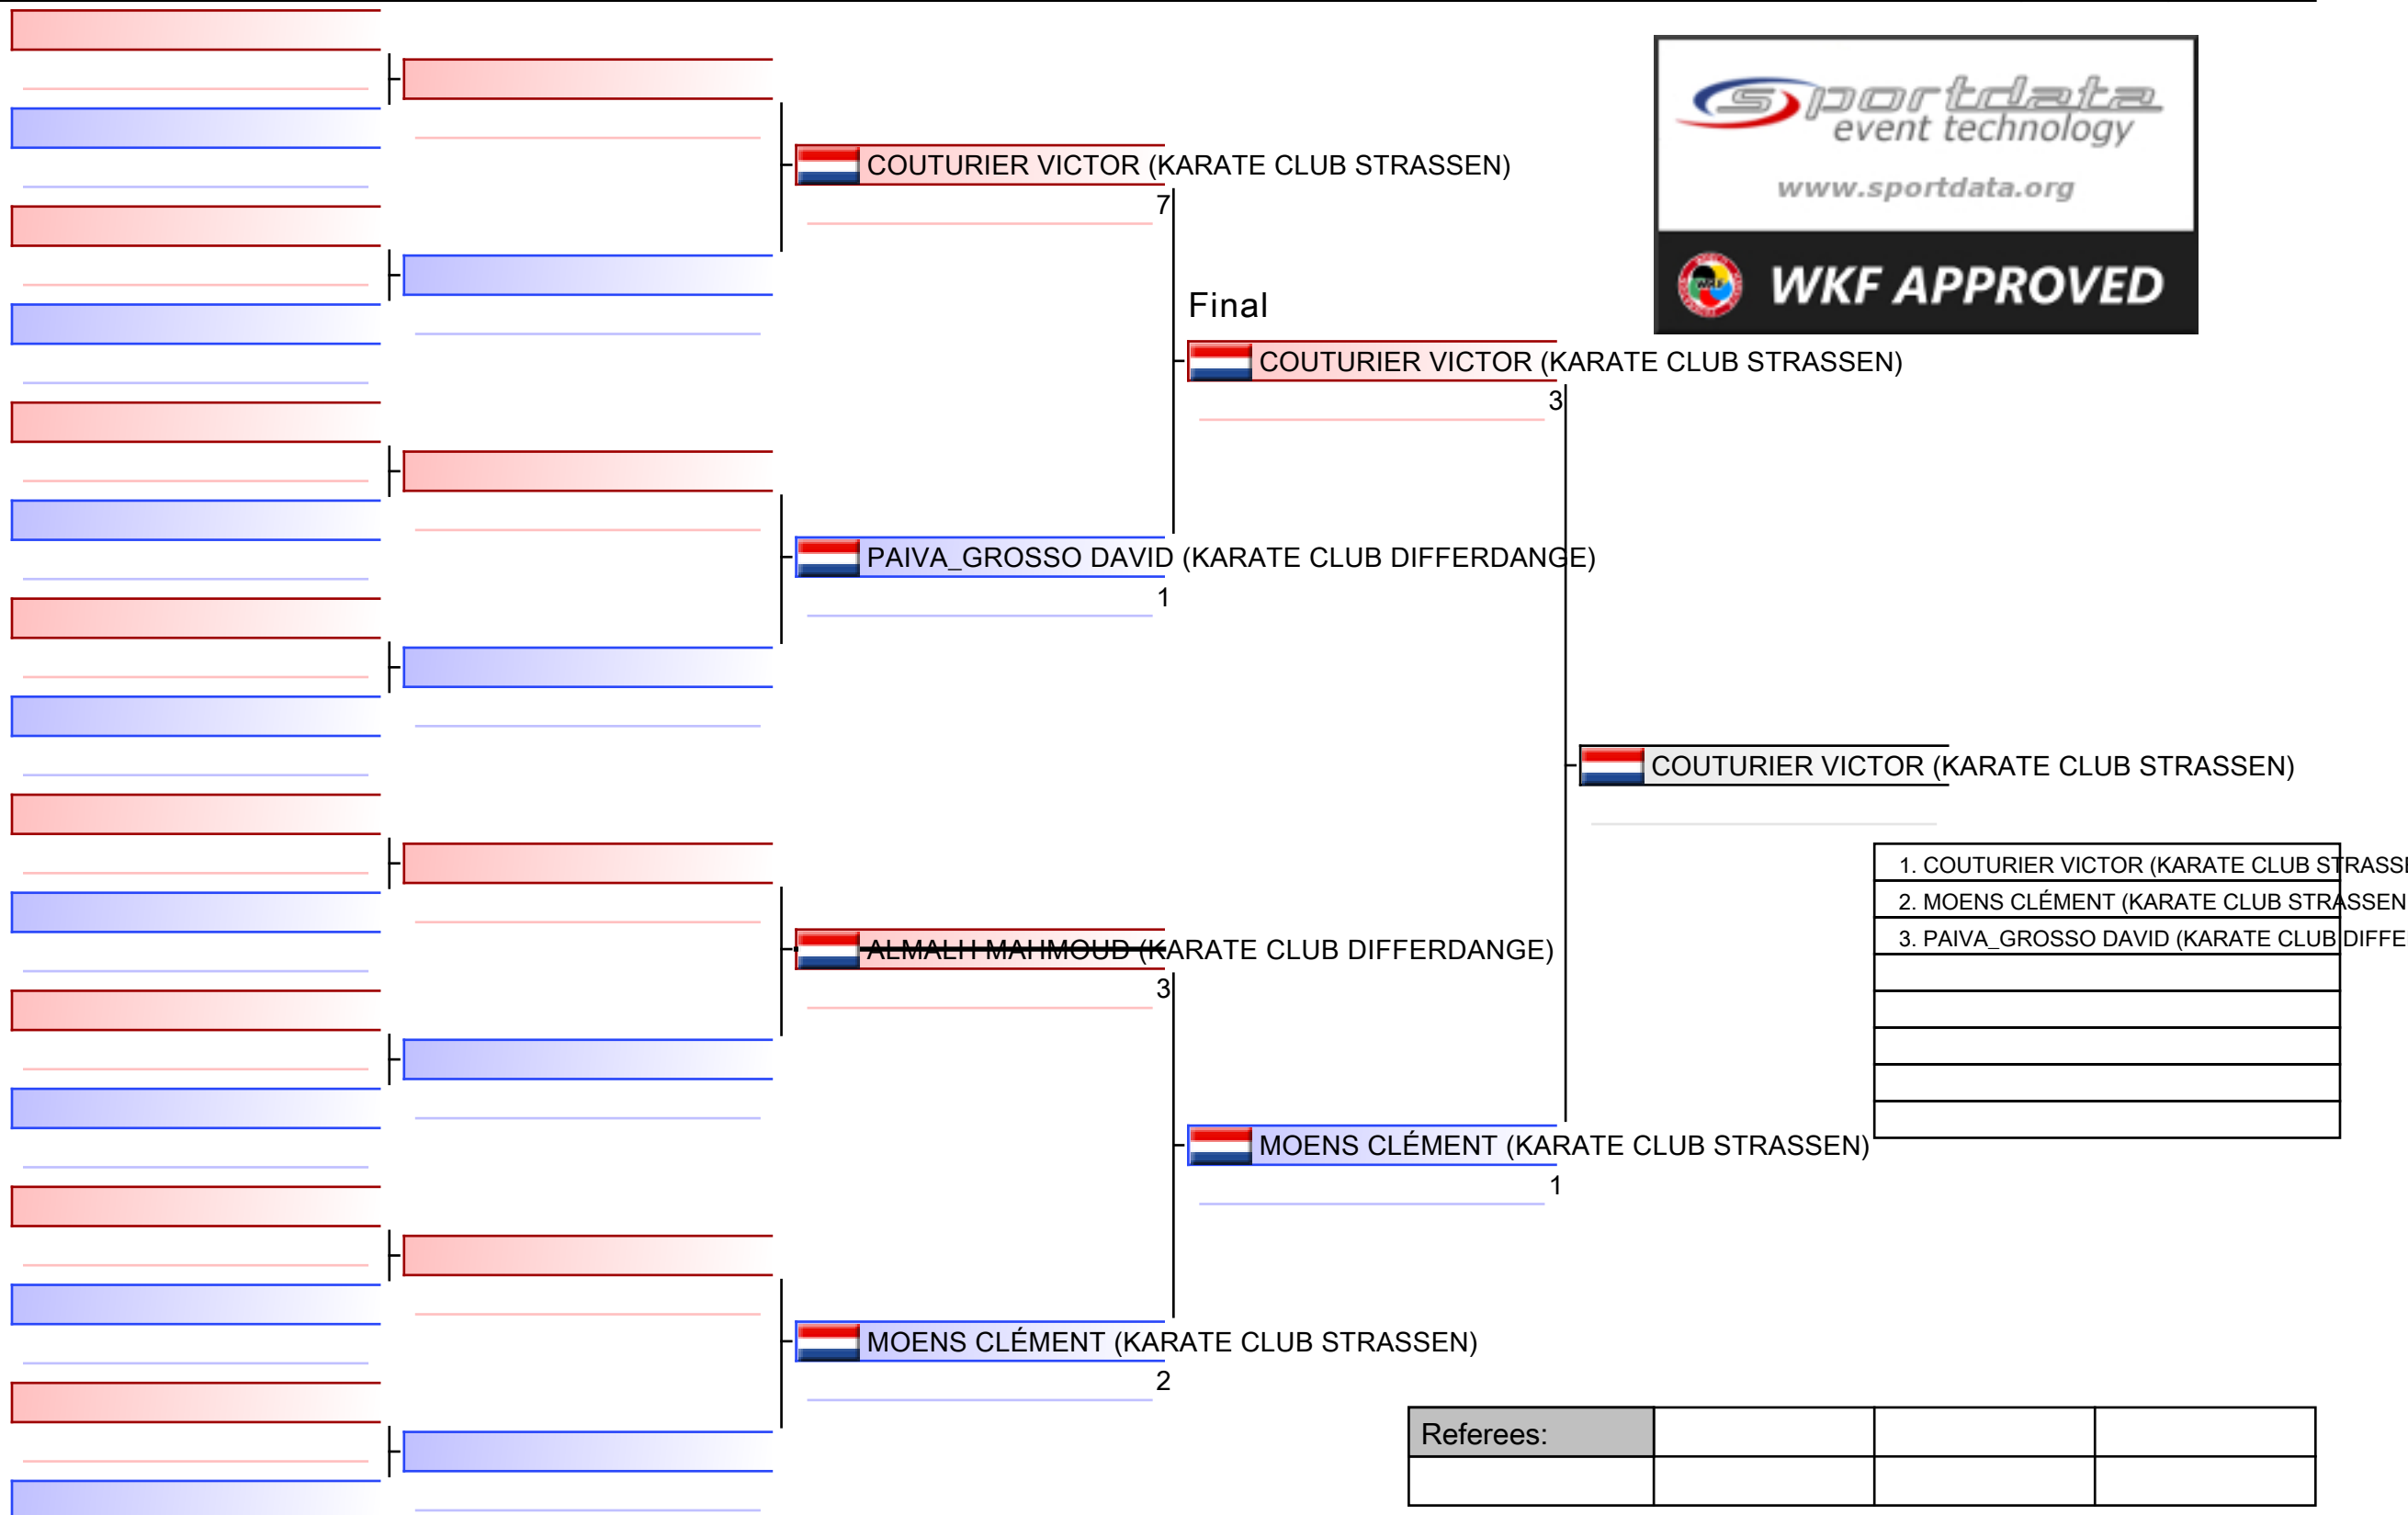 sportdata
event technology
www.sportdata.org
WKF APPROVED
COUTURIER VICTOR (KARATE CLUB STRASSEN)
7
Final
COUTURIER VICTOR (KARATE CLUB STRASSEN)
3
PAIVA_GROSSO DAVID (KARATE CLUB DIFFERDANGE)
1
COUTURIER VICTOR (KARATE CLUB STRASSEN)
1. COUTURIER VICTOR (KARATE CLUB STRASSE
2. MOENS CLÉMENT (KARATE CLUB STRASSEN
3. PAIVA_GROSSO DAVID (KARATE CLUB DIFFE
ALMALH MAHMOUD (KARATE CLUB DIFFERDANGE)
3
MOENS CLÉMENT (KARATE CLUB STRASSEN)
1
MOENS CLÉMENT (KARATE CLUB STRASSEN)
2
Referees: